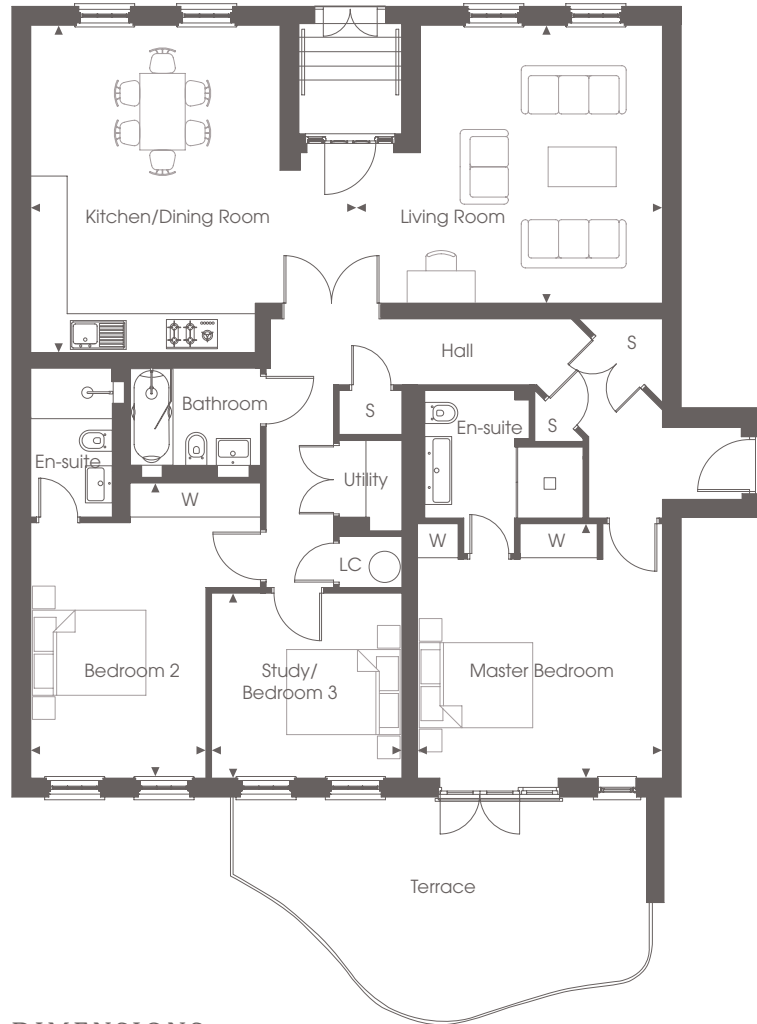 Kitchen/Dining Room
Living Room
Hall
S
Bathroom
S
S
En-suite
En-suite
Utility
W
W
W
LC
Bedroom 2
Study/
Bedroom 3
Master Bedroom
Terrace
DIMENSIONS